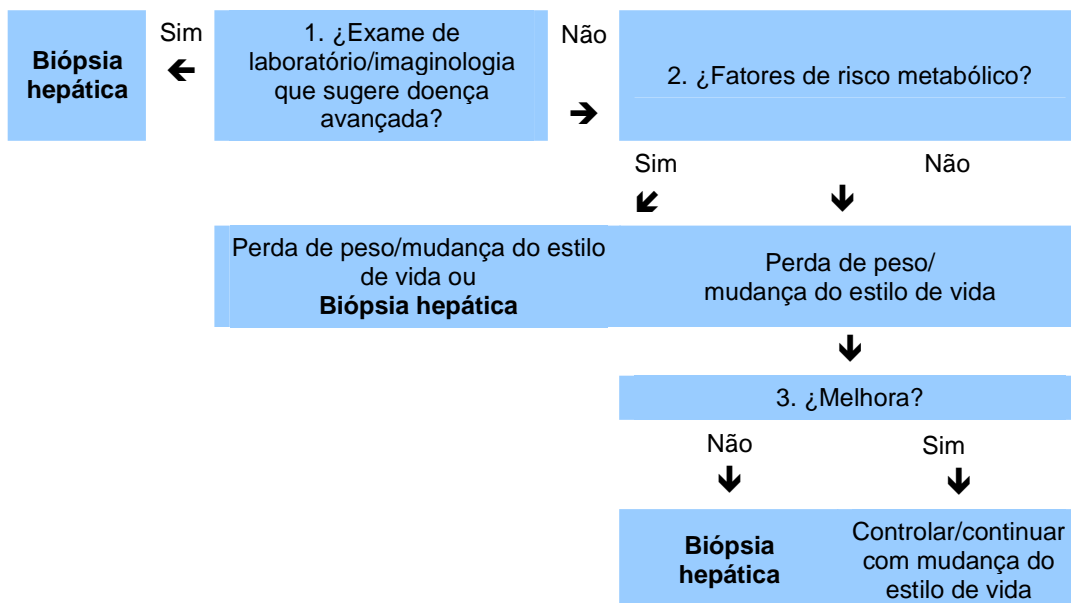 Biópsia
hepática
Sim
1. ¿Exame de
laboratório/imaginologia
que sugere doença
avançada?
Não
2. ¿Fatores de risco metabólico?
Sim
Não
Perda de peso/mudança do estilo
de vida ou
Biópsia hepática
Perda de peso/
mudança do estilo de vida
3. ¿Melhora?
Não
Sim
Biópsia
hepática
Controlar/continuar
com mudança do
estilo de vida